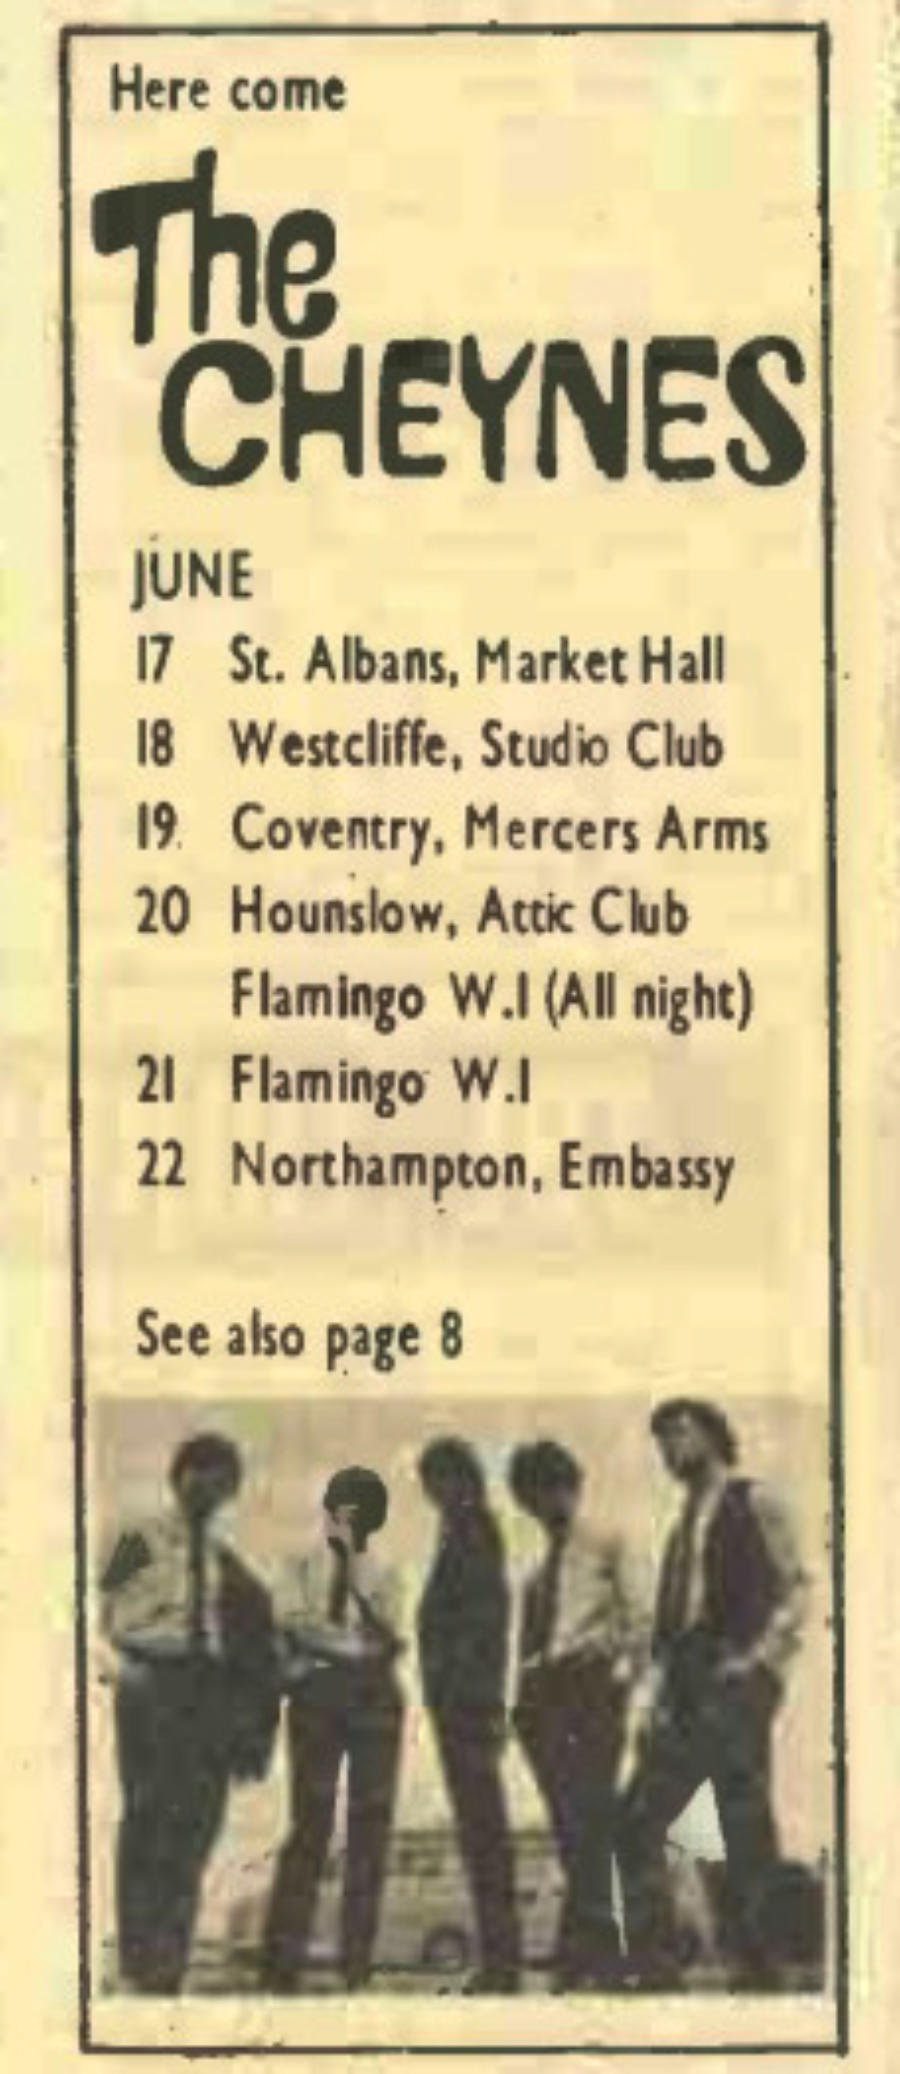 Here come
The
CHEYNES
JUNE
17 St. Albans, Market Hall
18 Westcliffe, Studio Club
19. Coventry, Mercers Arms
20 Hounslow, Attic Club
Flamingo W.1 (All night)
21 Flamingo W.1
22 Northampton, Embassy
See also page 8